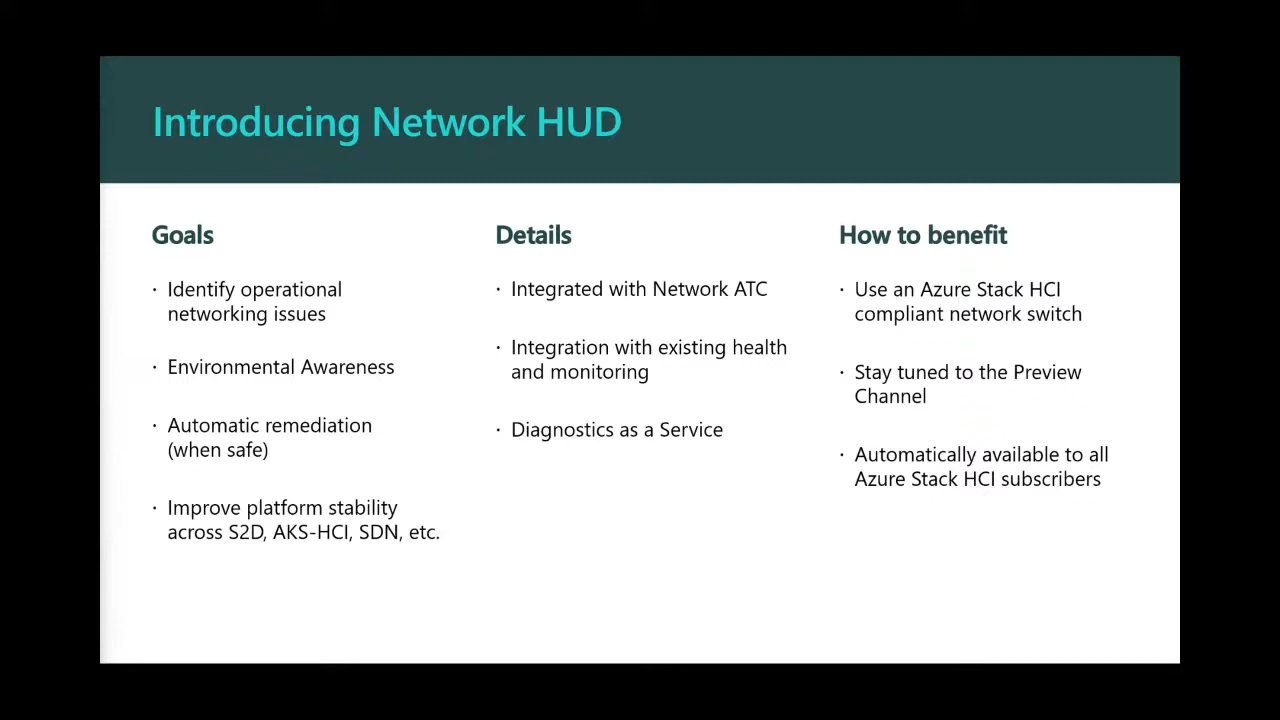 Introducing Network HUD
Goals
· Identify operational
networking issues
· Environmental Awareness
· Automatic remediation
(when safe)
· Improve platform stability
across S2D, AKS-HCI, SDN, etc.
Details
· Integrated with Network ATC
· Integration with existing health
and monitoring
· Diagnostics as a Service
How to benefit
· Use an Azure Stack HCI
compliant network switch
· Stay tuned to the Preview
Channel
· Automatically available to all
Azure Stack HCI subscribers